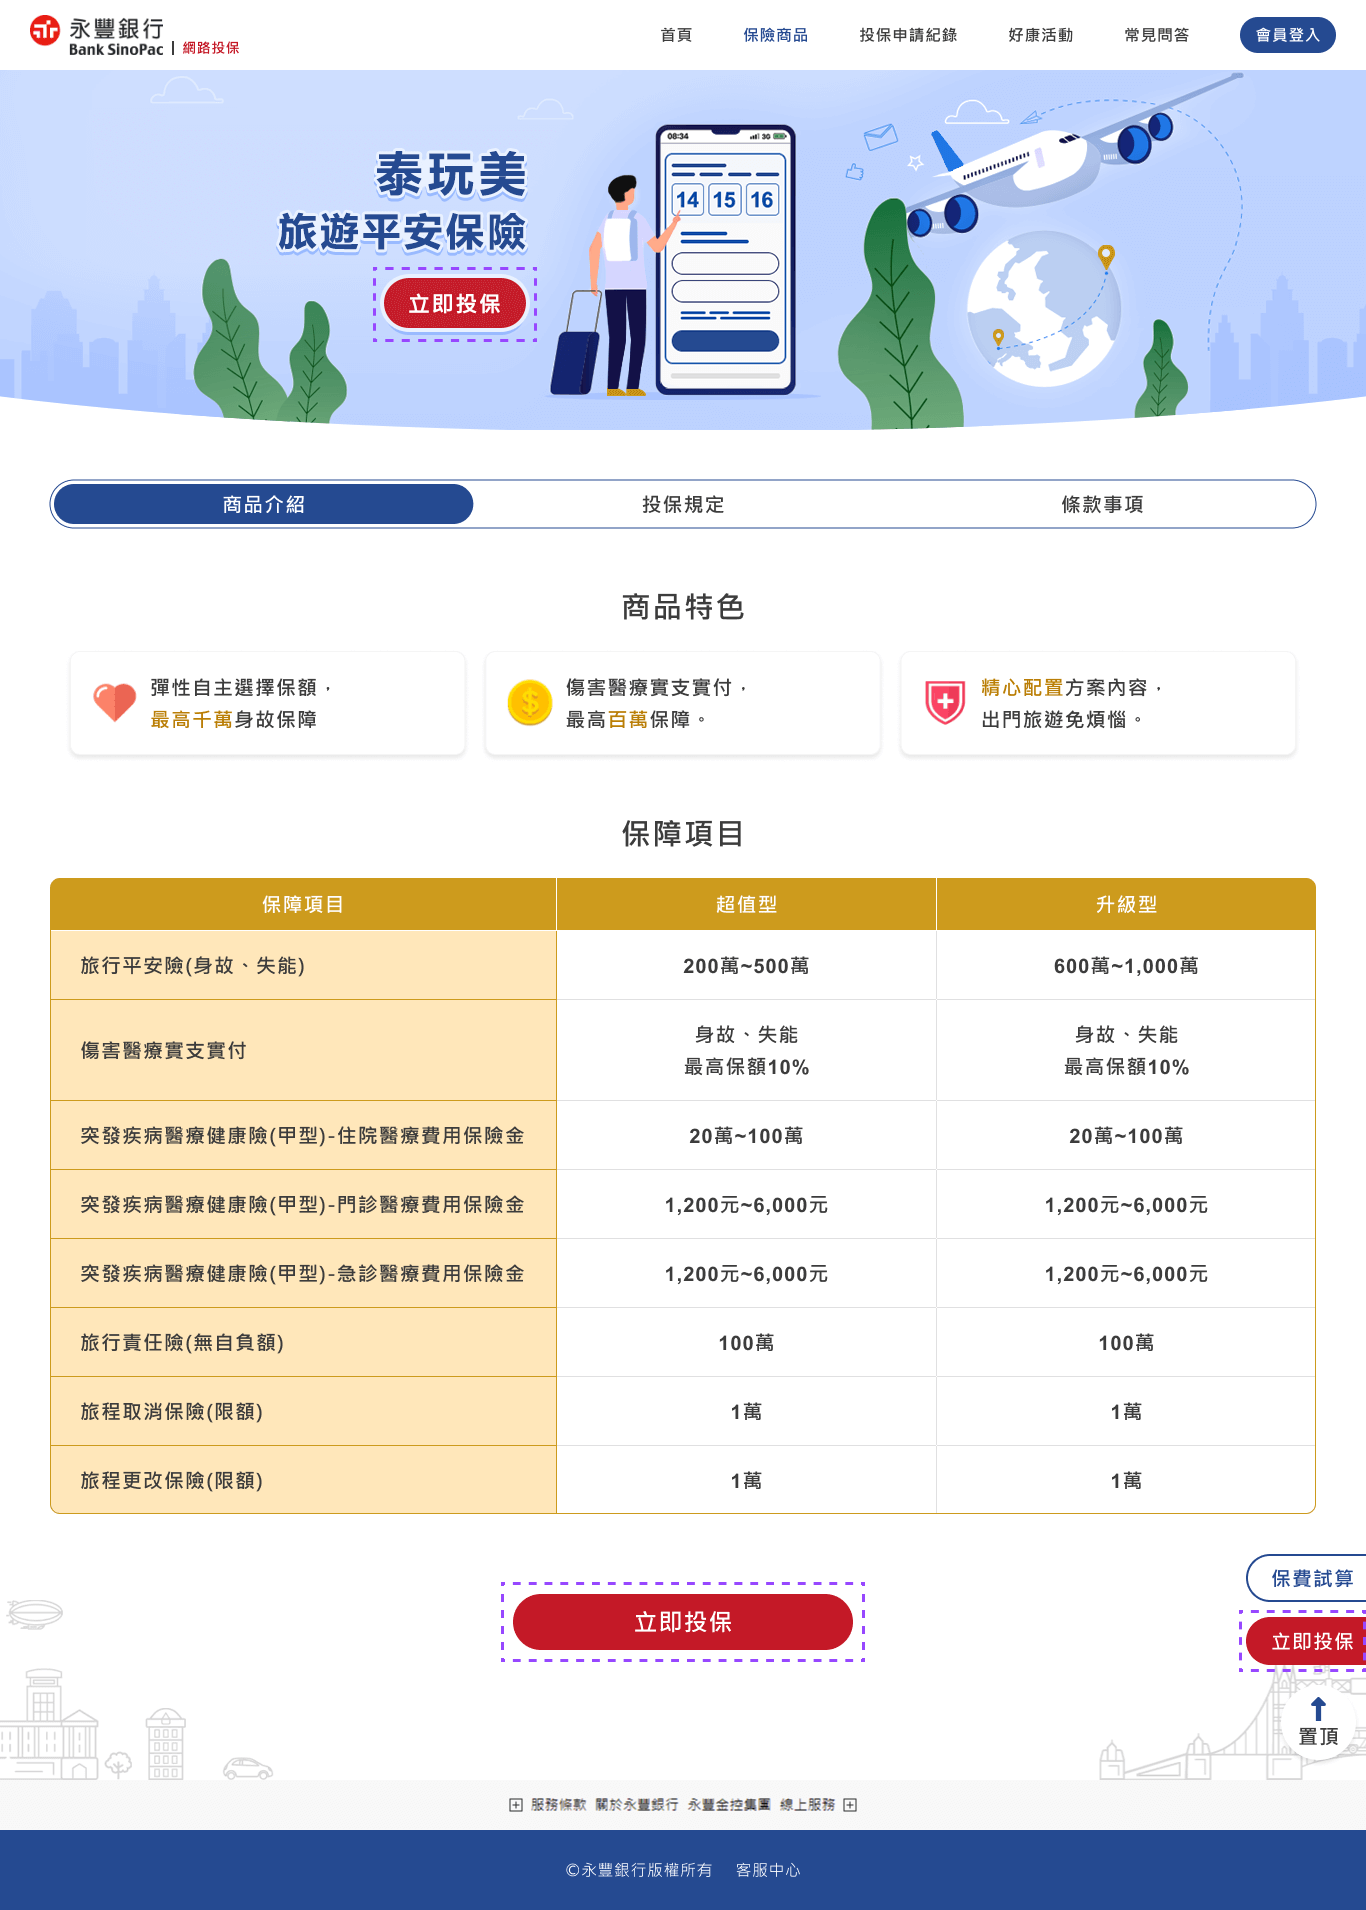 永豐銀行
Bank SinoPac
網路投保
首頁
保險商品
投保申請紀錄
好康活動
常見問答
會員登入
泰玩美
旅遊平安保險
立即投保
08:34
3G
14 15 16
商品介紹
投保規定
條款事項
商品特色
彈性自主選擇保額，
最高千萬身故保障
傷害醫療實支實付，
最高百萬保障。
精心配置方案內容，
出門旅遊免煩惱。
保障項目
保障項目 超值型 升級型
旅行平安險(身故、失能) 200萬~500萬 600萬~1,000萬
傷害醫療實支實付
身故、失能
最高保額10%
身故、失能
最高保額10%
突發疾病醫療健康險(甲型)-住院醫療費用保險金 20萬~100萬 20萬~100萬
突發疾病醫療健康險(甲型)-門診醫療費用保險金 1,200元~6,000元 1,200元~6,000元
突發疾病醫療健康險(甲型)-急診醫療費用保險金 1,200元~6,000元 1,200元~6,000元
旅行責任險(無自負額) 100萬 100萬
旅程取消保險(限額) 1萬 1萬
旅程更改保險(限額) 1萬 1萬
保費試算
立即投保
立即投保
置頂
服務條款 關於永豐銀行 永豐金控集團 線上服務
©永豐銀行版權所有 客服中心